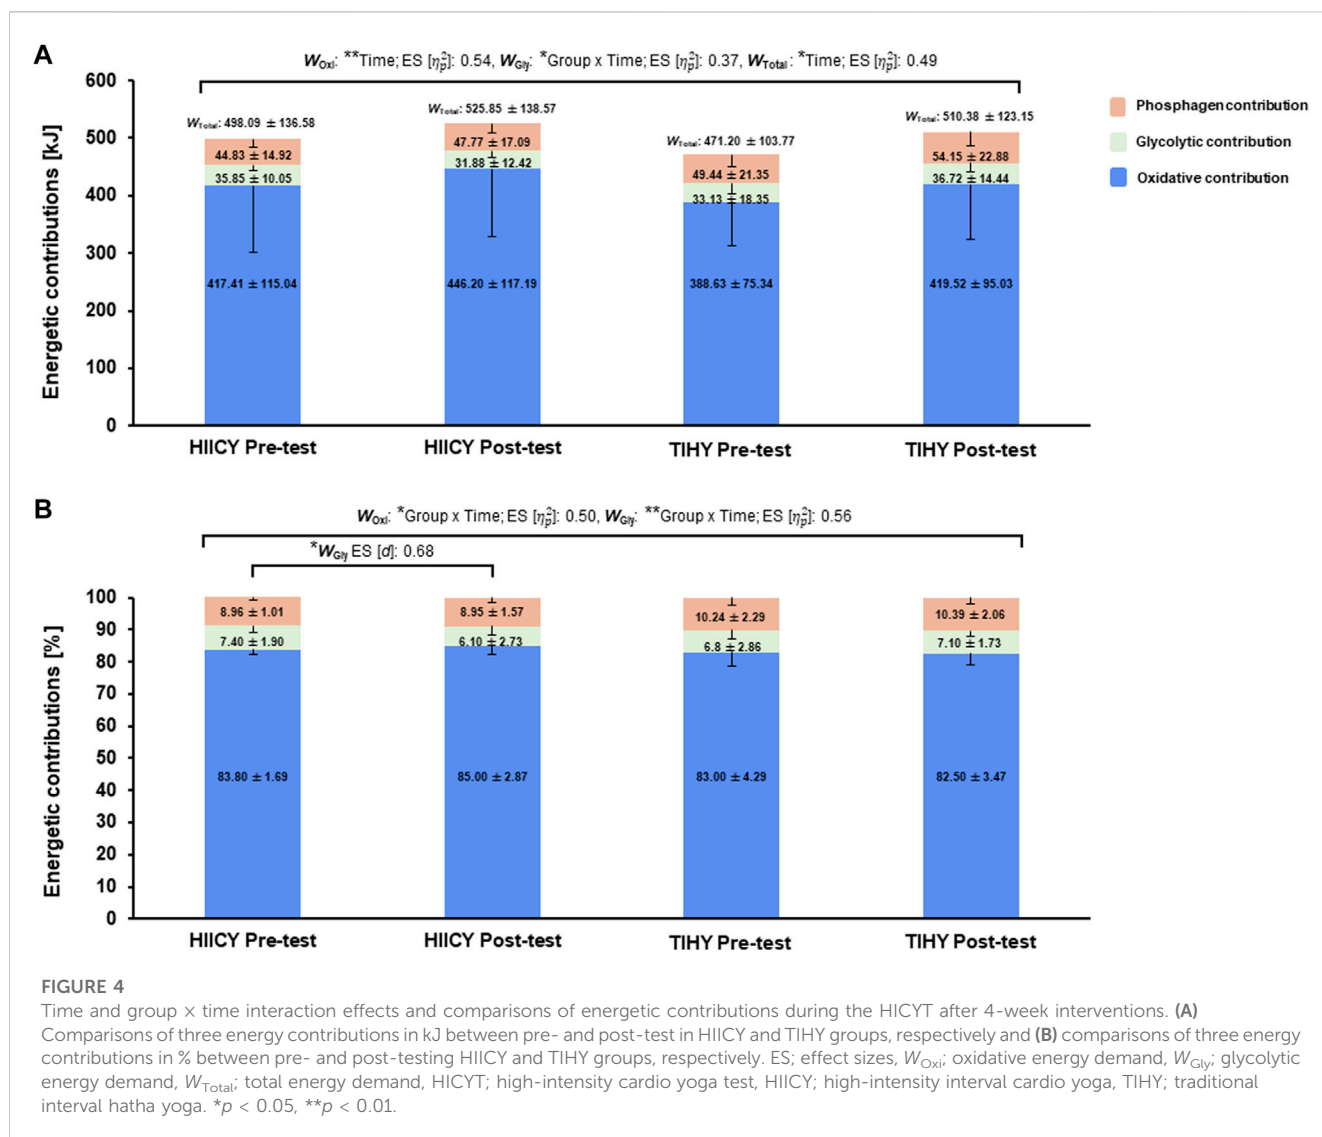 A
W_Oxi: **Time; ES [η²p]: 0.54, W_Gly: *Group x Time; ES [η²p]: 0.37, W_Total: *Time; ES [η²p]: 0.49
Energetic contributions [kJ]
600
500
400
300
200
100
0
W_Total: 498.09 ± 136.58
44.83 ± 14.92
35.85 ± 10.05
417.41 ± 115.04
W_Total: 525.85 ± 138.57
47.77 ± 17.09
31.88 ± 12.42
446.20 ± 117.19
W_Total: 471.20 ± 103.77
49.44 ± 21.35
33.13 ± 18.35
388.63 ± 75.34
W_Total: 510.38 ± 123.15
54.15 ± 22.88
36.72 ± 14.44
419.52 ± 95.03
HIICY Pre-test
HIICY Post-test
TIHY Pre-test
TIHY Post-test
Phosphagen contribution
Glycolytic contribution
Oxidative contribution
B
W_Oxi: *Group x Time; ES [η²p]: 0.50, W_Gly: **Group x Time; ES [η²p]: 0.56
*W_Gly ES [d]: 0.68
Energetic contributions [%]
100
90
80
70
60
50
40
30
20
10
0
8.96 ± 1.01
7.40 ± 1.90
83.80 ± 1.69
8.95 ± 1.57
6.10 ± 2.73
85.00 ± 2.87
10.24 ± 2.29
6.8 ± 2.86
83.00 ± 4.29
10.39 ± 2.06
7.10 ± 1.73
82.50 ± 3.47
HIICY Pre-test
HIICY Post-test
TIHY Pre-test
TIHY Post-test
FIGURE 4
Time and group × time interaction effects and comparisons of energetic contributions during the HICYT after 4-week interventions. (A)
Comparisons of three energy contributions in kJ between pre- and post-test in HIICY and TIHY groups, respectively and (B) comparisons of three energy
contributions in % between pre- and post-testing HIICY and TIHY groups, respectively. ES; effect sizes, W_Oxi; oxidative energy demand, W_Gly; glycolytic
energy demand, W_Total; total energy demand, HICYT; high-intensity cardio yoga test, HIICY; high-intensity interval cardio yoga, TIHY; traditional
interval hatha yoga. *p < 0.05, **p < 0.01.